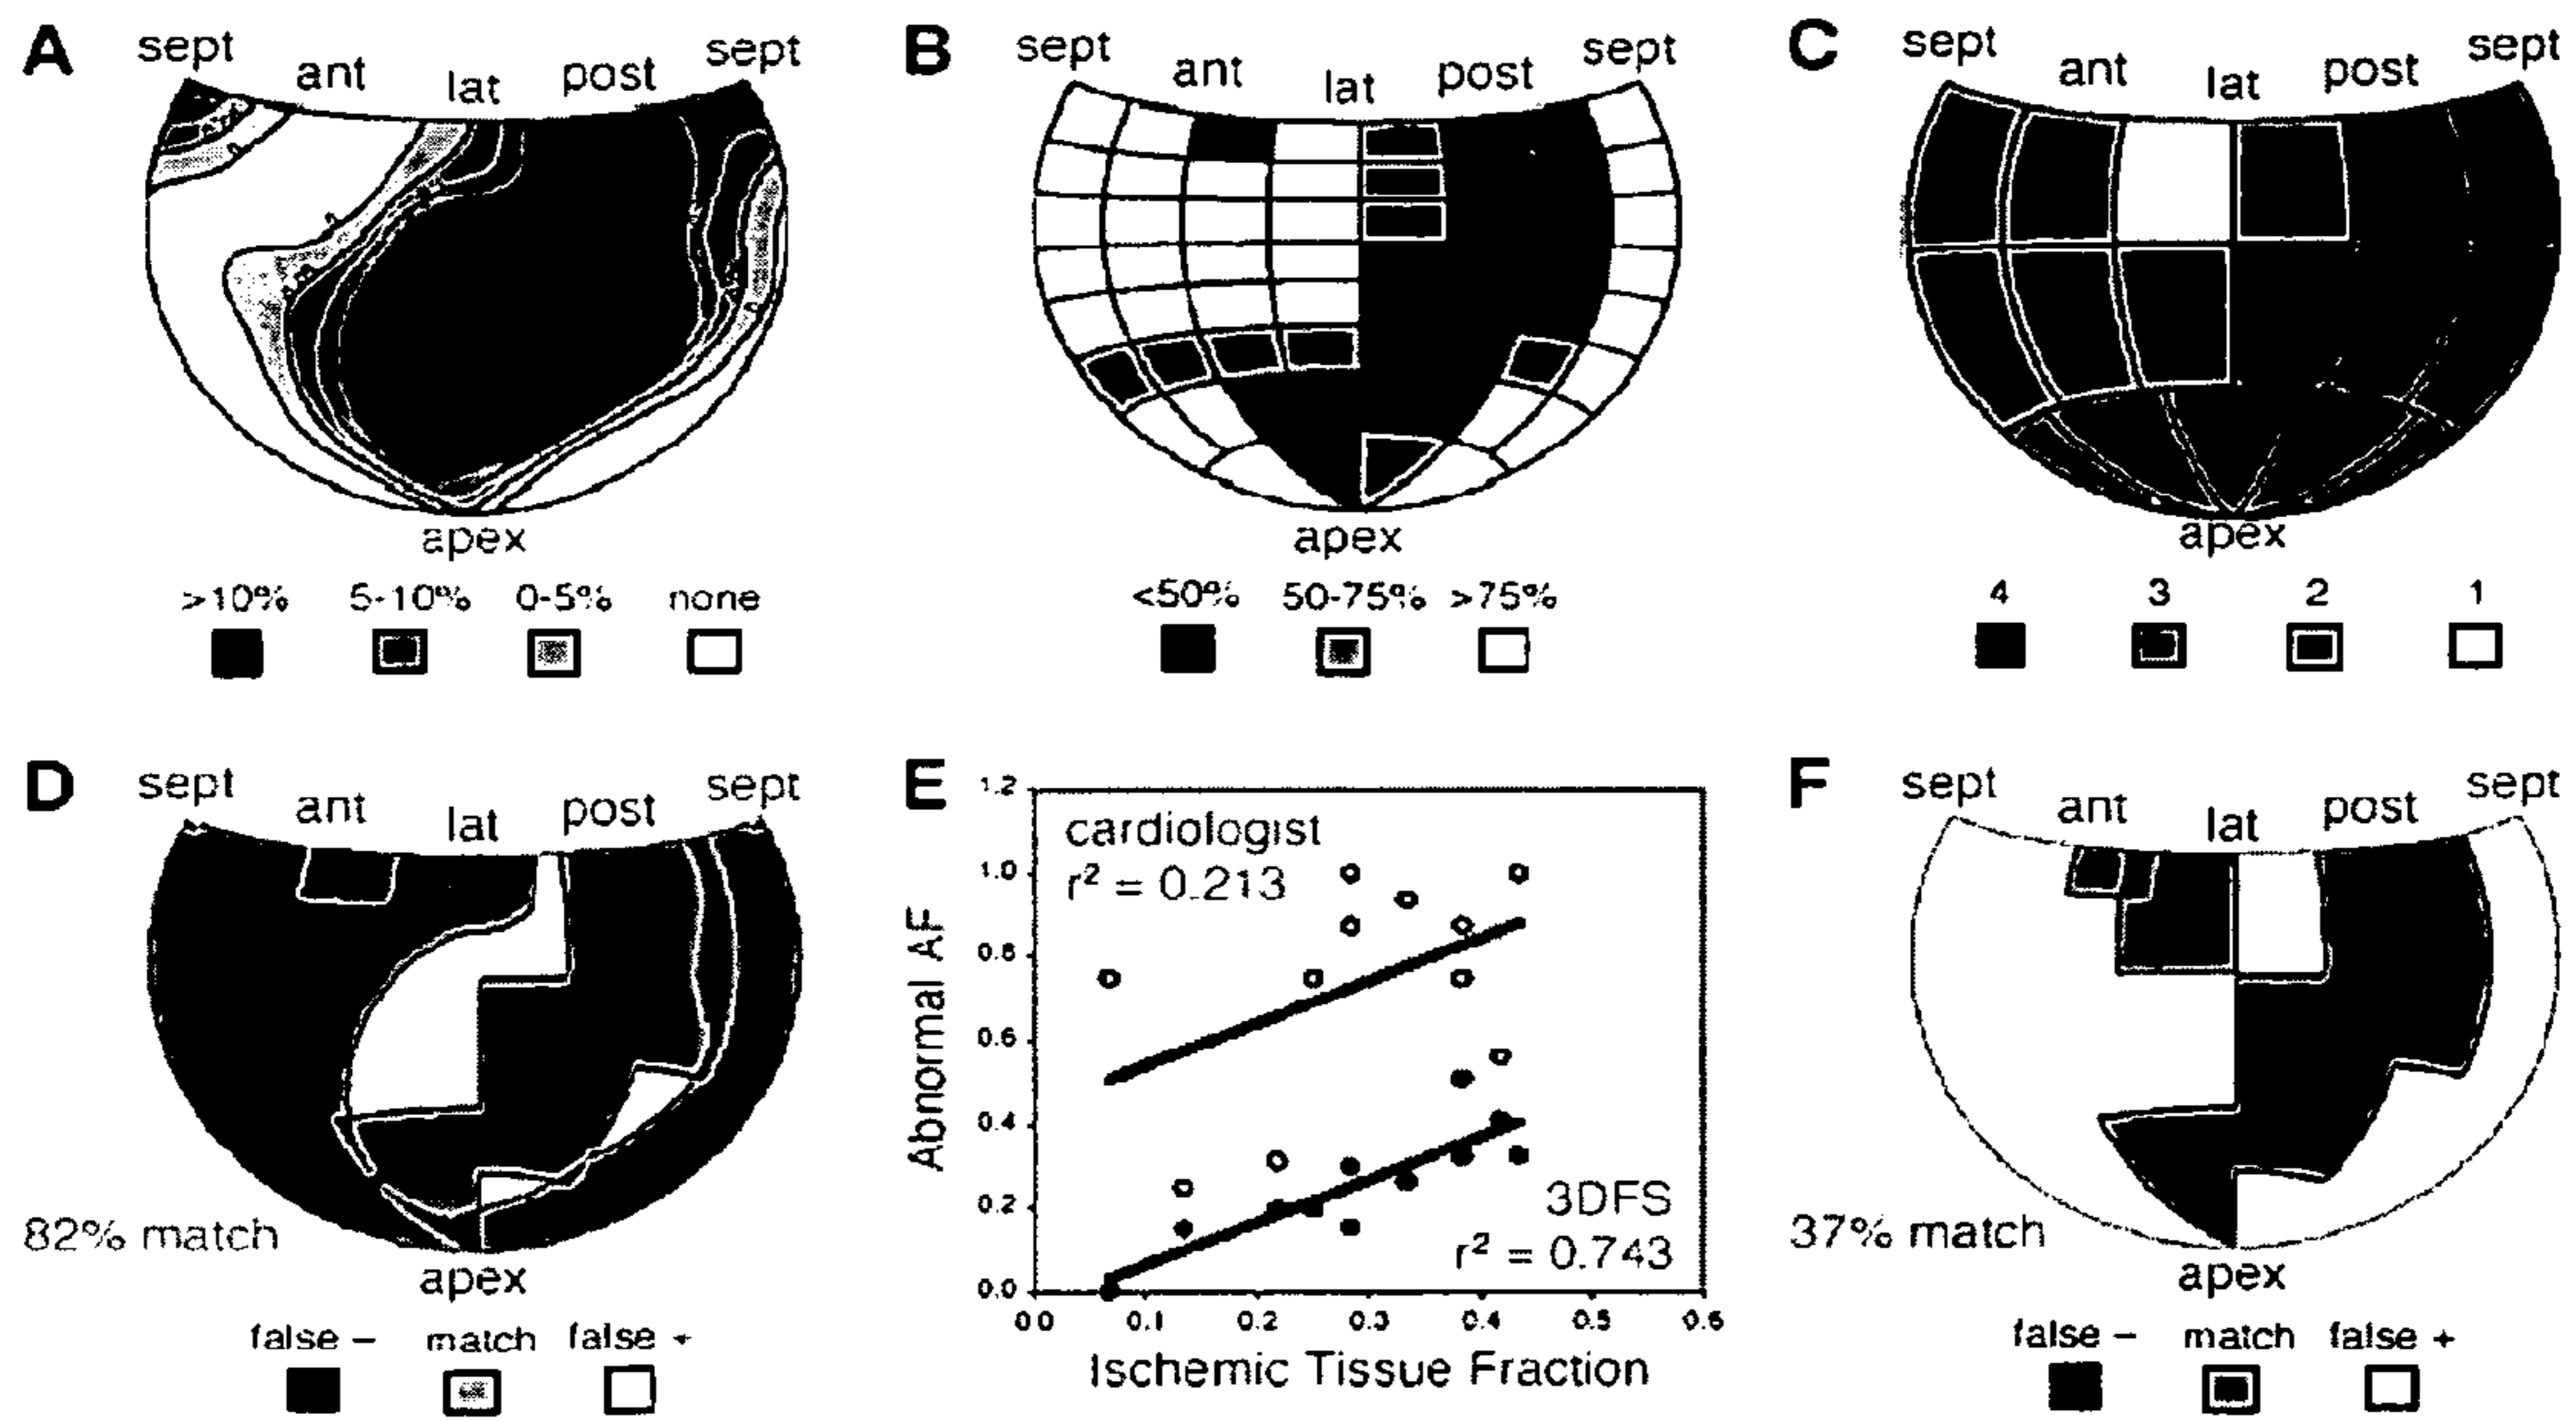 A
sept ant lat post sept
apex
>10% 5-10% 0-5% none
B
sept ant lat post sept
apex
<50% 50-75% >75%
C
sept ant lat post sept
apex
4 3 2 1
D
sept ant lat post sept
82% match
apex
false – match false +
E
1.2
1.0
0.8
0.6
0.4
0.2
0.0
Abnormal AF
cardiologist
r² = 0.213
3DFS
r² = 0.743
0.0 0.1 0.2 0.3 0.4 0.5 0.6
Ischemic Tissue Fraction
F
sept ant lat post sept
37% match
apex
false – match false +